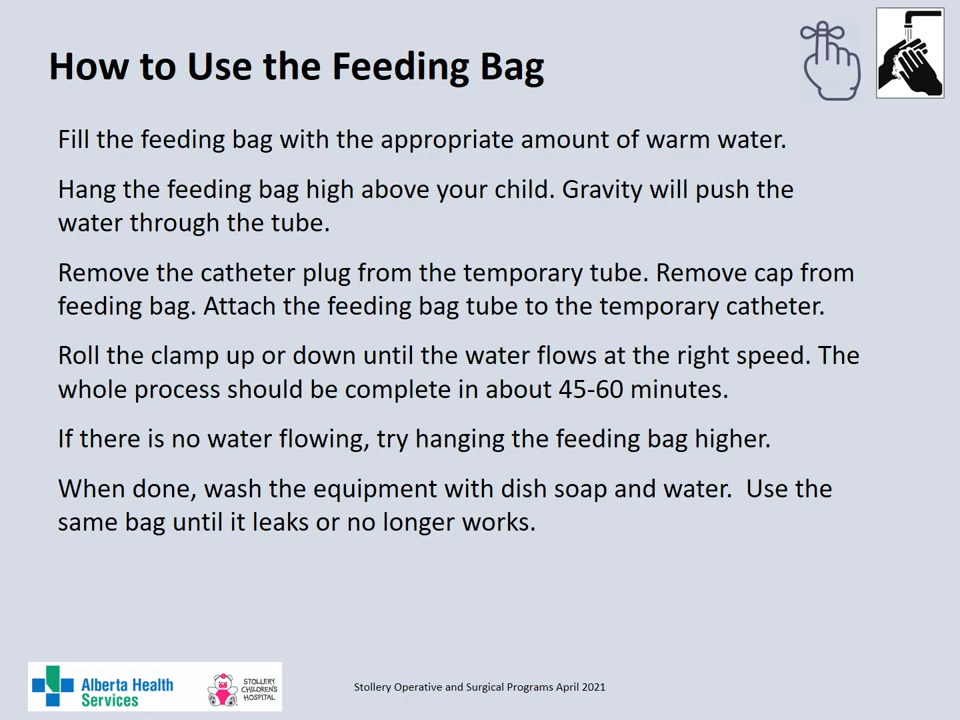 How to Use the Feeding Bag
Fill the feeding bag with the appropriate amount of warm water.
Hang the feeding bag high above your child. Gravity will push the
water through the tube.
Remove the catheter plug from the temporary tube. Remove cap from
feeding bag. Attach the feeding bag tube to the temporary catheter.
Roll the clamp up or down until the water flows at the right speed. The
whole process should be complete in about 45-60 minutes.
If there is no water flowing, try hanging the feeding bag higher.
When done, wash the equipment with dish soap and water.  Use the
same bag until it leaks or no longer works.
Alberta Health
Services
STOLLERY
CHILDREN'S
HOSPITAL
Stollery Operative and Surgical Programs April 2021